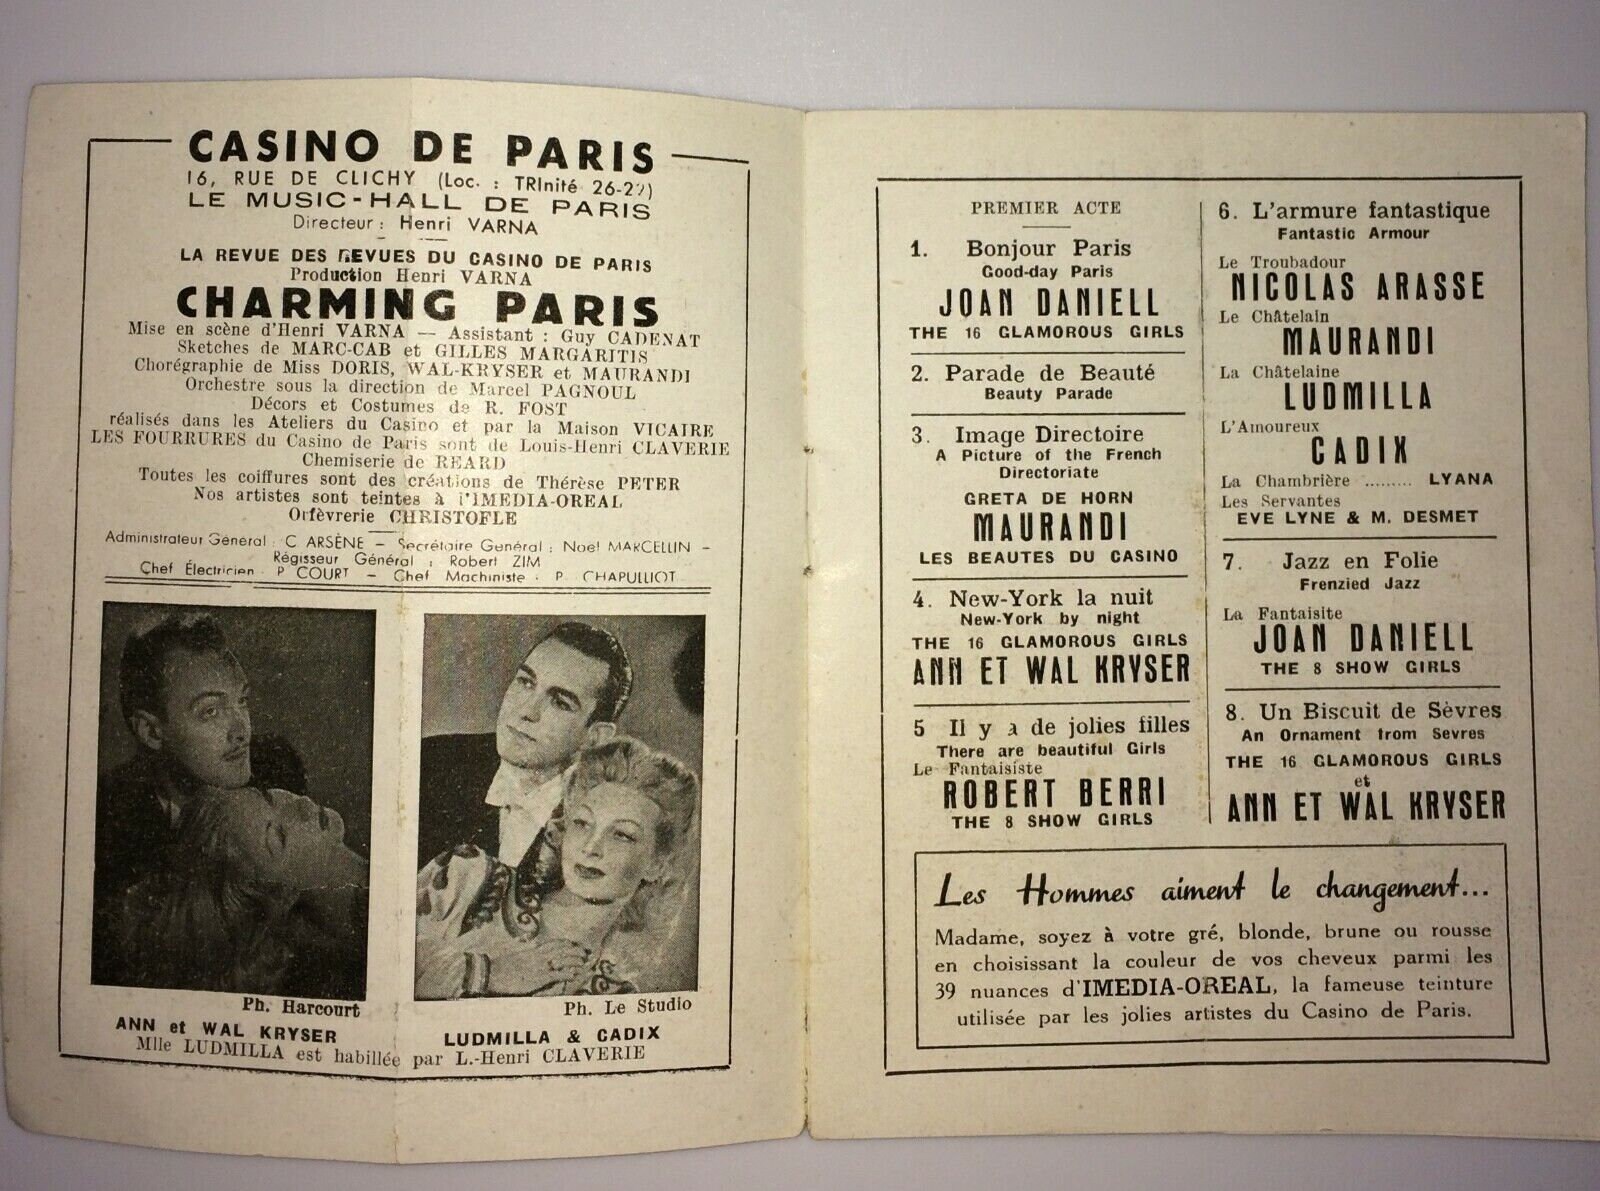 CASINO DE PARIS
16, RUE DE CLICHY (Loc. : TRInité 26-22)
LE MUSIC-HALL DE PARIS
Directeur : Henri VARNA
LA REVUE DES REVUES DU CASINO DE PARIS
Production Henri VARNA
CHARMING PARIS
Mise en scène d'Henri VARNA — Assistant : Guy CADENAT
Sketches de MARC-CAB et GILLES MARGARITIS
Chorégraphie de Miss DORIS, WAL-KRYSER et MAURANDI
Orchestre sous la direction de Marcel PAGNOUL
Décors et Costumes de R. FOST
réalisés dans les Ateliers du Casino et par la Maison VICAIRE
LES FOURRURES du Casino de Paris sont de Louis-Henri CLAVERIE
Chemiserie de REARD
Toutes les coiffures sont des créations de Thérèse PETER
Nos artistes sont teintes à l'IMEDIA-OREAL
Orfèvrerie CHRISTOFLE
Administrateur Général : C. ARSÈNE — Secrétaire Général : Noel MARCELLIN —
Régisseur Général : Robert ZIM
Chef Électricien P. COURT — Chef Machiniste : P. CHAPULLIOT
Ph. Harcourt
ANN et WAL KRYSER
Ph. Le Studio
LUDMILLA & CADIX
Mlle LUDMILLA est habillée par L.-Henri CLAVERIE
PREMIER ACTE
1. Bonjour Paris
Good-day Paris
JOAN DANIELL
THE 16 GLAMOROUS GIRLS
2. Parade de Beauté
Beauty Parade
3. Image Directoire
A Picture of the French
Directoriate
GRETA DE HORN
MAURANDI
LES BEAUTES DU CASINO
4. New-York la nuit
New-York by night
THE 16 GLAMOROUS GIRLS
ANN ET WAL KRYSER
5 Il y a de jolies filles
There are beautiful Girls
Le Fantaisiste
ROBERT BERRI
THE 8 SHOW GIRLS
6. L'armure fantastique
Fantastic Armour
Le Troubadour
NICOLAS ARASSE
Le Châtelain
MAURANDI
La Châtelaine
LUDMILLA
L'Amoureux
CADIX
La Chambrière ......... LYANA
Les Servantes
EVE LYNE & M. DESMET
7. Jazz en Folie
Frenzied Jazz
La Fantaisite
JOAN DANIELL
THE 8 SHOW GIRLS
8. Un Biscuit de Sèvres
An Ornament from Sevres
THE 16 GLAMOROUS GIRLS
et
ANN ET WAL KRYSER
Les Hommes aiment le changement...
Madame, soyez à votre gré, blonde, brune ou rousse
en choisissant la couleur de vos cheveux parmi les
39 nuances d'IMEDIA-OREAL, la fameuse teinture
utilisée par les jolies artistes du Casino de Paris.